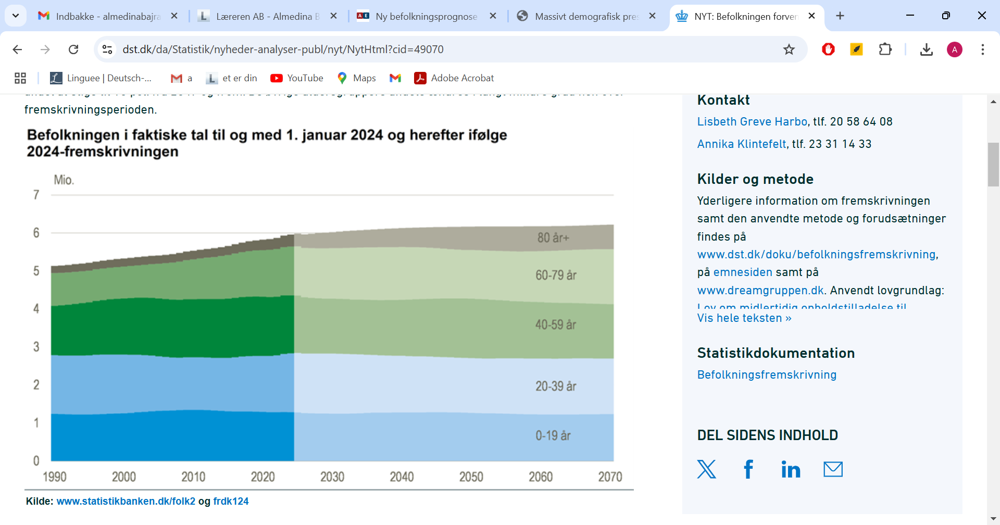 Indbakke - almedinabajra
Læreren AB - Almedina B
Ny befolkningsprognose
Massivt demografisk pres
NYT: Befolkningen forven
dst.dk/da/Statistik/nyheder-analyser-publ/nyt/NytHtml?cid=49070
A
Linguee | Deutsch-...
a
et er din
YouTube
Maps
Adobe Acrobat
fremskrivningsperioden.
Befolkningen i faktiske tal til og med 1. januar 2024 og herefter ifølge
2024-fremskrivningen
Mio.
7
6
5
4
3
2
1
0
80 år+
60-79 år
40-59 år
20-39 år
0-19 år
1990 2000 2010 2020 2030 2040 2050 2060 2070
Kilde: www.statistikbanken.dk/folk2 og frdk124
Kontakt
Lisbeth Greve Harbo, tlf. 20 58 64 08
Annika Klintefelt, tlf. 23 31 14 33
Kilder og metode
Yderligere information om fremskrivningen
samt den anvendte metode og forudsætninger
findes på
www.dst.dk/doku/befolkningsfremskrivning,
på emnesiden samt på
www.dreamgruppen.dk. Anvendt lovgrundlag:
Lov om midlertidig opholdstilladelse til
Vis hele teksten »
Statistikdokumentation
Befolkningsfremskrivning
DEL SIDENS INDHOLD